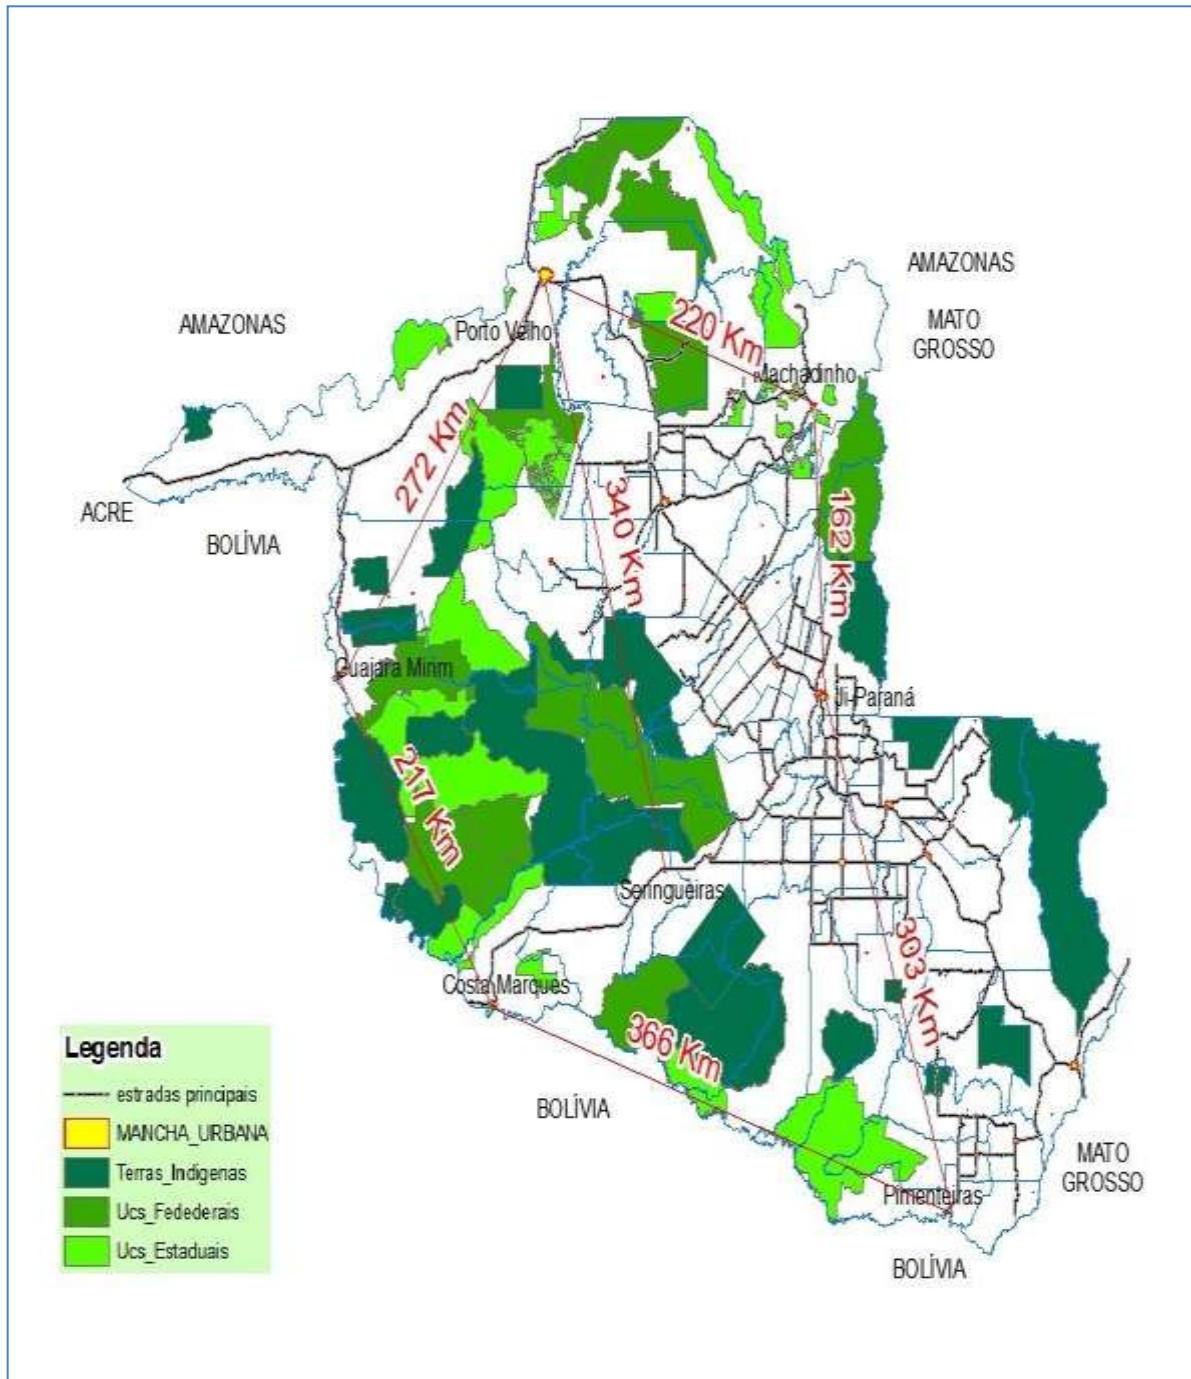 AMAZONAS
MATO
GROSSO
AMAZONAS
Porto Velho
220 Km
Machadinho
272 Km
340 Km
162 Km
ACRE
BOLÍVIA
Guajara Mirim
Ji-Paraná
217 Km
Seringueiras
303 Km
Costa Marques
366 Km
BOLÍVIA
Pimenteiras
MATO
GROSSO
BOLÍVIA
Legenda
estradas principais
MANCHA_URBANA
Terras_Indigenas
Ucs_Fedederais
Ucs_Estaduais